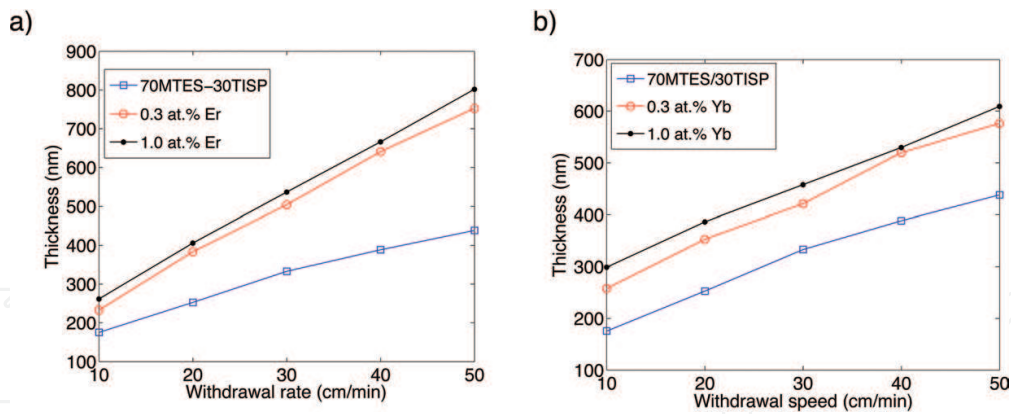 a)
900
800
700
600
500
400
300
200
100
Thickness (nm)
70MTES-30TISP
0.3 at.% Er
1.0 at.% Er
10 20 30 40 50
Withdrawal rate (cm/min)
b)
700
600
500
400
300
200
100
Thickness (nm)
70MTES/30TISP
0.3 at.% Yb
1.0 at.% Yb
10 20 30 40 50
Withdrawal speed (cm/min)